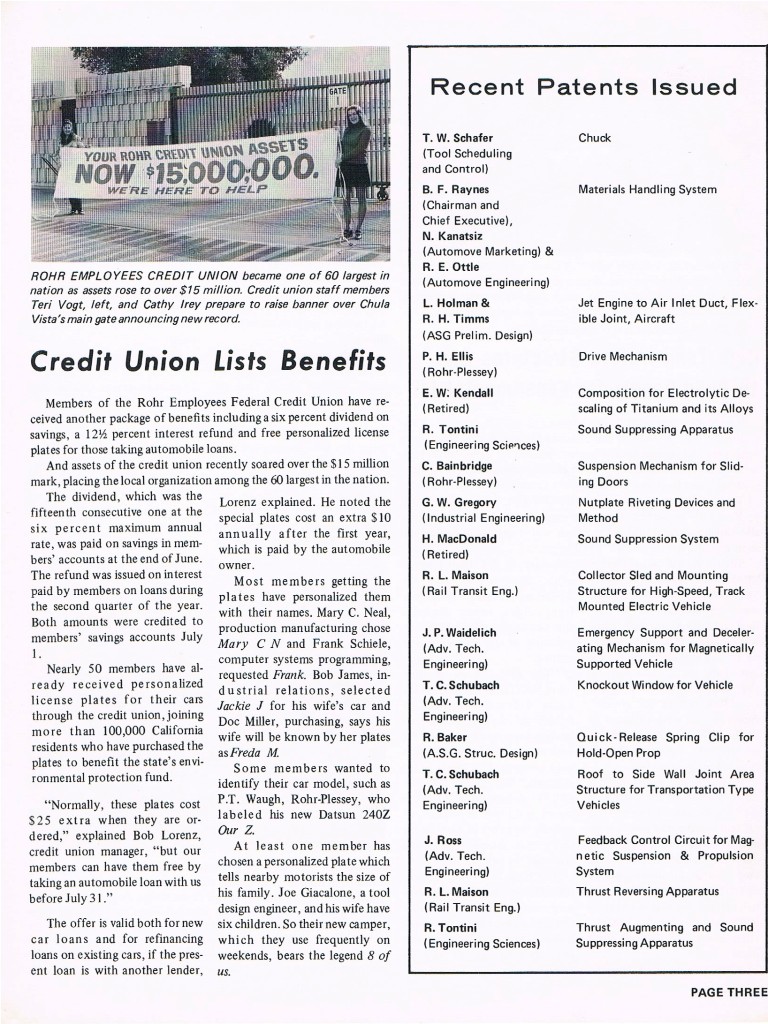 GATE
YOUR ROHR CREDIT UNION ASSETS
NOW $15,000,000.
WE'RE HERE TO HELP
ROHR EMPLOYEES CREDIT UNION became one of 60 largest in
nation as assets rose to over $15 million. Credit union staff members
Teri Vogt, left, and Cathy Irey prepare to raise banner over Chula
Vista's main gate announcing new record.
Credit Union Lists Benefits
Members of the Rohr Employees Federal Credit Union have re-
ceived another package of benefits including a six percent dividend on
savings, a 12½ percent interest refund and free personalized license
plates for those taking automobile loans.
And assets of the credit union recently soared over the $15 million
mark, placing the local organization among the 60 largest in the nation.
The dividend, which was the
fifteenth consecutive one at the
six percent maximum annual
rate, was paid on savings in mem-
bers' accounts at the end of June.
The refund was issued on interest
paid by members on loans during
the second quarter of the year.
Both amounts were credited to
members' savings accounts July
1.
Nearly 50 members have al-
ready received personalized
license plates for their cars
through the credit union, joining
more than 100,000 California
residents who have purchased the
plates to benefit the state's envi-
ronmental protection fund.
"Normally, these plates cost
$25 extra when they are or-
dered," explained Bob Lorenz,
credit union manager, "but our
members can have them free by
taking an automobile loan with us
before July 31."
The offer is valid both for new
car loans and for refinancing
loans on existing cars, if the pres-
ent loan is with another lender,
Lorenz explained. He noted the
special plates cost an extra $10
annually after the first year,
which is paid by the automobile
owner.
Most members getting the
plates have personalized them
with their names. Mary C. Neal,
production manufacturing chose
Mary C N and Frank Schiele,
computer systems programming,
requested Frank. Bob James, in-
dustrial relations, selected
Jackie J for his wife's car and
Doc Miller, purchasing, says his
wife will be known by her plates
as Freda M.
Some members wanted to
identify their car model, such as
P.T. Waugh, Rohr-Plessey, who
labeled his new Datsun 240Z
Our Z.
At least one member has
chosen a personalized plate which
tells nearby motorists the size of
his family. Joe Giacalone, a tool
design engineer, and his wife have
six children. So their new camper,
which they use frequently on
weekends, bears the legend 8 of
us.
Recent Patents Issued
T. W. Schafer Chuck
(Tool Scheduling
and Control)
B. F. Raynes Materials Handling System
(Chairman and
Chief Executive),
N. Kanatsiz
(Automove Marketing) &
R. E. Ottle
(Automove Engineering)
L. Holman & Jet Engine to Air Inlet Duct, Flex-
R. H. Timms ible Joint, Aircraft
(ASG Prelim. Design)
P. H. Ellis Drive Mechanism
(Rohr-Plessey)
E. W. Kendall Composition for Electrolytic De-
(Retired) scaling of Titanium and its Alloys
R. Tontini Sound Suppressing Apparatus
(Engineering Sciences)
C. Bainbridge Suspension Mechanism for Slid-
(Rohr-Plessey) ing Doors
G. W. Gregory Nutplate Riveting Devices and
(Industrial Engineering) Method
H. MacDonald Sound Suppression System
(Retired)
R. L. Maison Collector Sled and Mounting
(Rail Transit Eng.) Structure for High-Speed, Track
Mounted Electric Vehicle
J. P. Waidelich Emergency Support and Deceler-
(Adv. Tech. ating Mechanism for Magnetically
Engineering) Supported Vehicle
T. C. Schubach Knockout Window for Vehicle
(Adv. Tech.
Engineering)
R. Baker Quick-Release Spring Clip for
(A.S.G. Struc. Design) Hold-Open Prop
T. C. Schubach Roof to Side Wall Joint Area
(Adv. Tech. Structure for Transportation Type
Engineering) Vehicles
J. Ross Feedback Control Circuit for Mag-
(Adv. Tech. netic Suspension & Propulsion
Engineering) System
R. L. Maison Thrust Reversing Apparatus
(Rail Transit Eng.)
R. Tontini Thrust Augmenting and Sound
(Engineering Sciences) Suppressing Apparatus
PAGE THREE